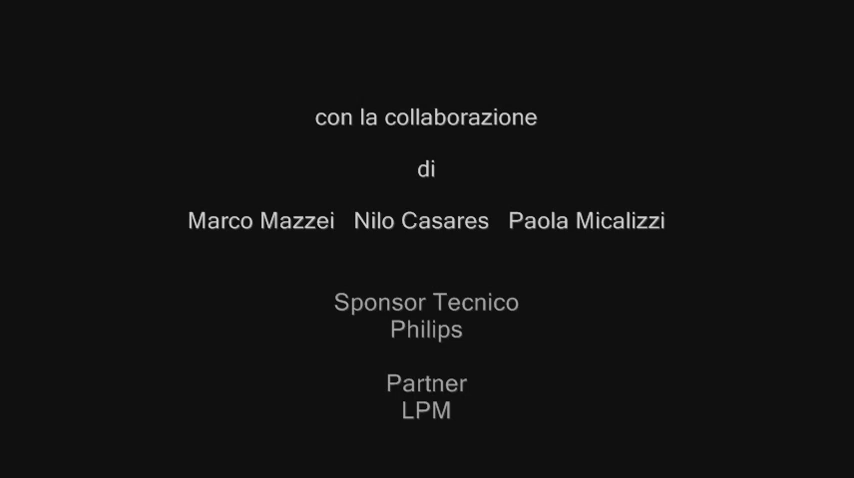 con la collaborazione
di
Marco Mazzei Nilo Casares Paola Micalizzi
Sponsor Tecnico
Philips
Partner
LPM